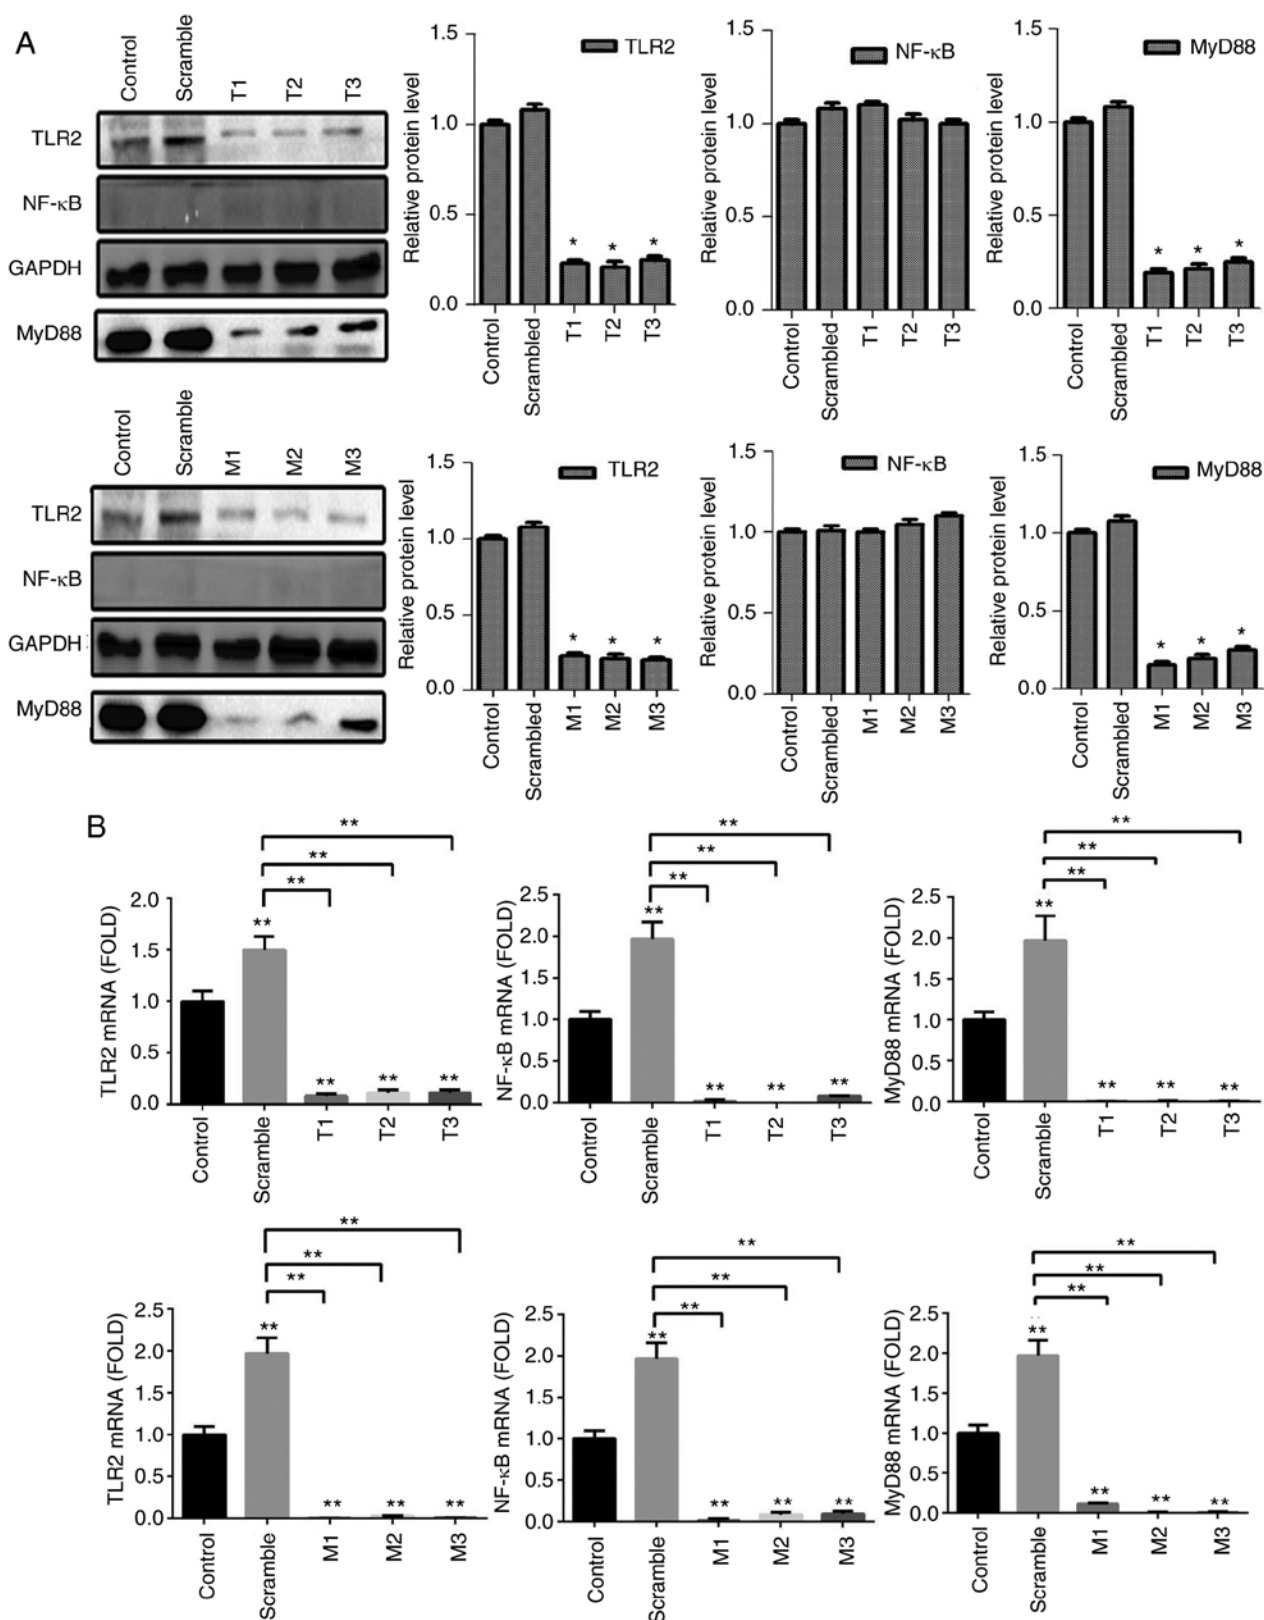 A
Control
Scramble
T1
T2
T3
TLR2
NF-κB
GAPDH
MyD88
Relative protein level
1.5
1.0
0.5
0.0
TLR2
* * *
Control
Scrambled
T1
T2
T3
Relative protein level
1.5
1.0
0.5
0.0
NF-κB
Control
Scrambled
T1
T2
T3
Relative protein level
1.5
1.0
0.5
0.0
MyD88
* * *
Control
Scrambled
T1
T2
T3
Control
Scramble
M1
M2
M3
TLR2
NF-κB
GAPDH
MyD88
Relative protein level
1.5
1.0
0.5
0.0
TLR2
* * *
Control
Scrambled
M1
M2
M3
Relative protein level
1.5
1.0
0.5
0.0
NF-κB
Control
Scrambled
M1
M2
M3
Relative protein level
1.5
1.0
0.5
0.0
MyD88
* * *
Control
Scrambled
M1
M2
M3
B
TLR2 mRNA (FOLD)
2.0
1.5
1.0
0.5
0.0
**
**
**
**
** ** **
Control
Scramble
T1
T2
T3
NF-κB mRNA (FOLD)
2.5
2.0
1.5
1.0
0.5
0.0
**
**
**
**
** ** **
Control
Scramble
T1
T2
T3
MyD88 mRNA (FOLD)
2.5
2.0
1.5
1.0
0.5
0.0
**
**
**
**
** ** **
Control
Scramble
T1
T2
T3
TLR2 mRNA (FOLD)
2.5
2.0
1.5
1.0
0.5
0.0
**
**
**
**
** ** **
Control
Scramble
M1
M2
M3
NF-κB mRNA (FOLD)
2.5
2.0
1.5
1.0
0.5
0.0
**
**
**
**
** ** **
Control
Scramble
M1
M2
M3
MyD88 mRNA (FOLD)
2.5
2.0
1.5
1.0
0.5
0.0
**
**
**
**
** ** **
Control
Scramble
M1
M2
M3